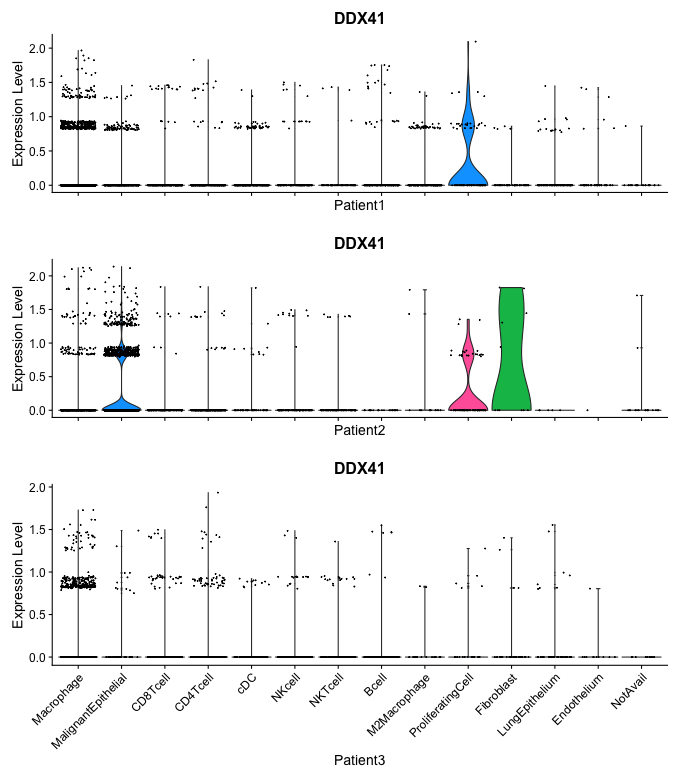 DDX41
Expression Level
2.0
1.5
1.0
0.5
0.0
Patient1
DDX41
Expression Level
2.0
1.5
1.0
0.5
0.0
Patient2
DDX41
Expression Level
2.0
1.5
1.0
0.5
0.0
Macrophage
MalignantEpithelial
CD8Tcell
CD4Tcell
cDC
NKcell
NKTcell
Bcell
M2Macrophage
ProliferatingCell
Fibroblast
LungEpithelium
Endothelium
NotAvail
Patient3